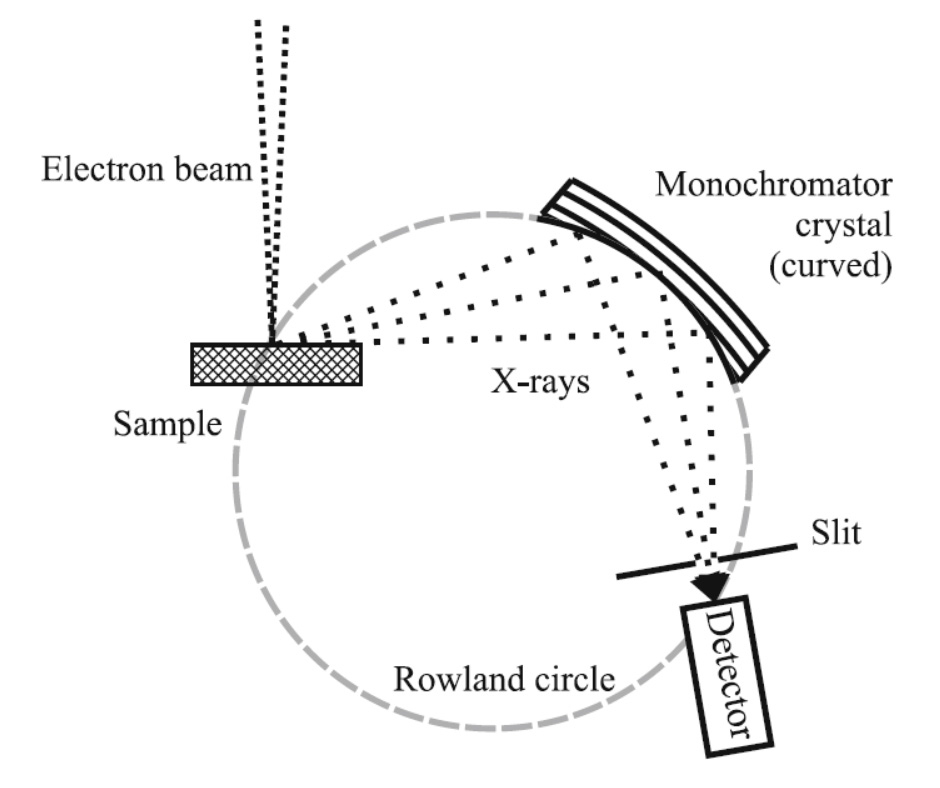 Electron beam
Monochromator
crystal
(curved)
X-rays
Sample
Slit
Detector
Rowland circle